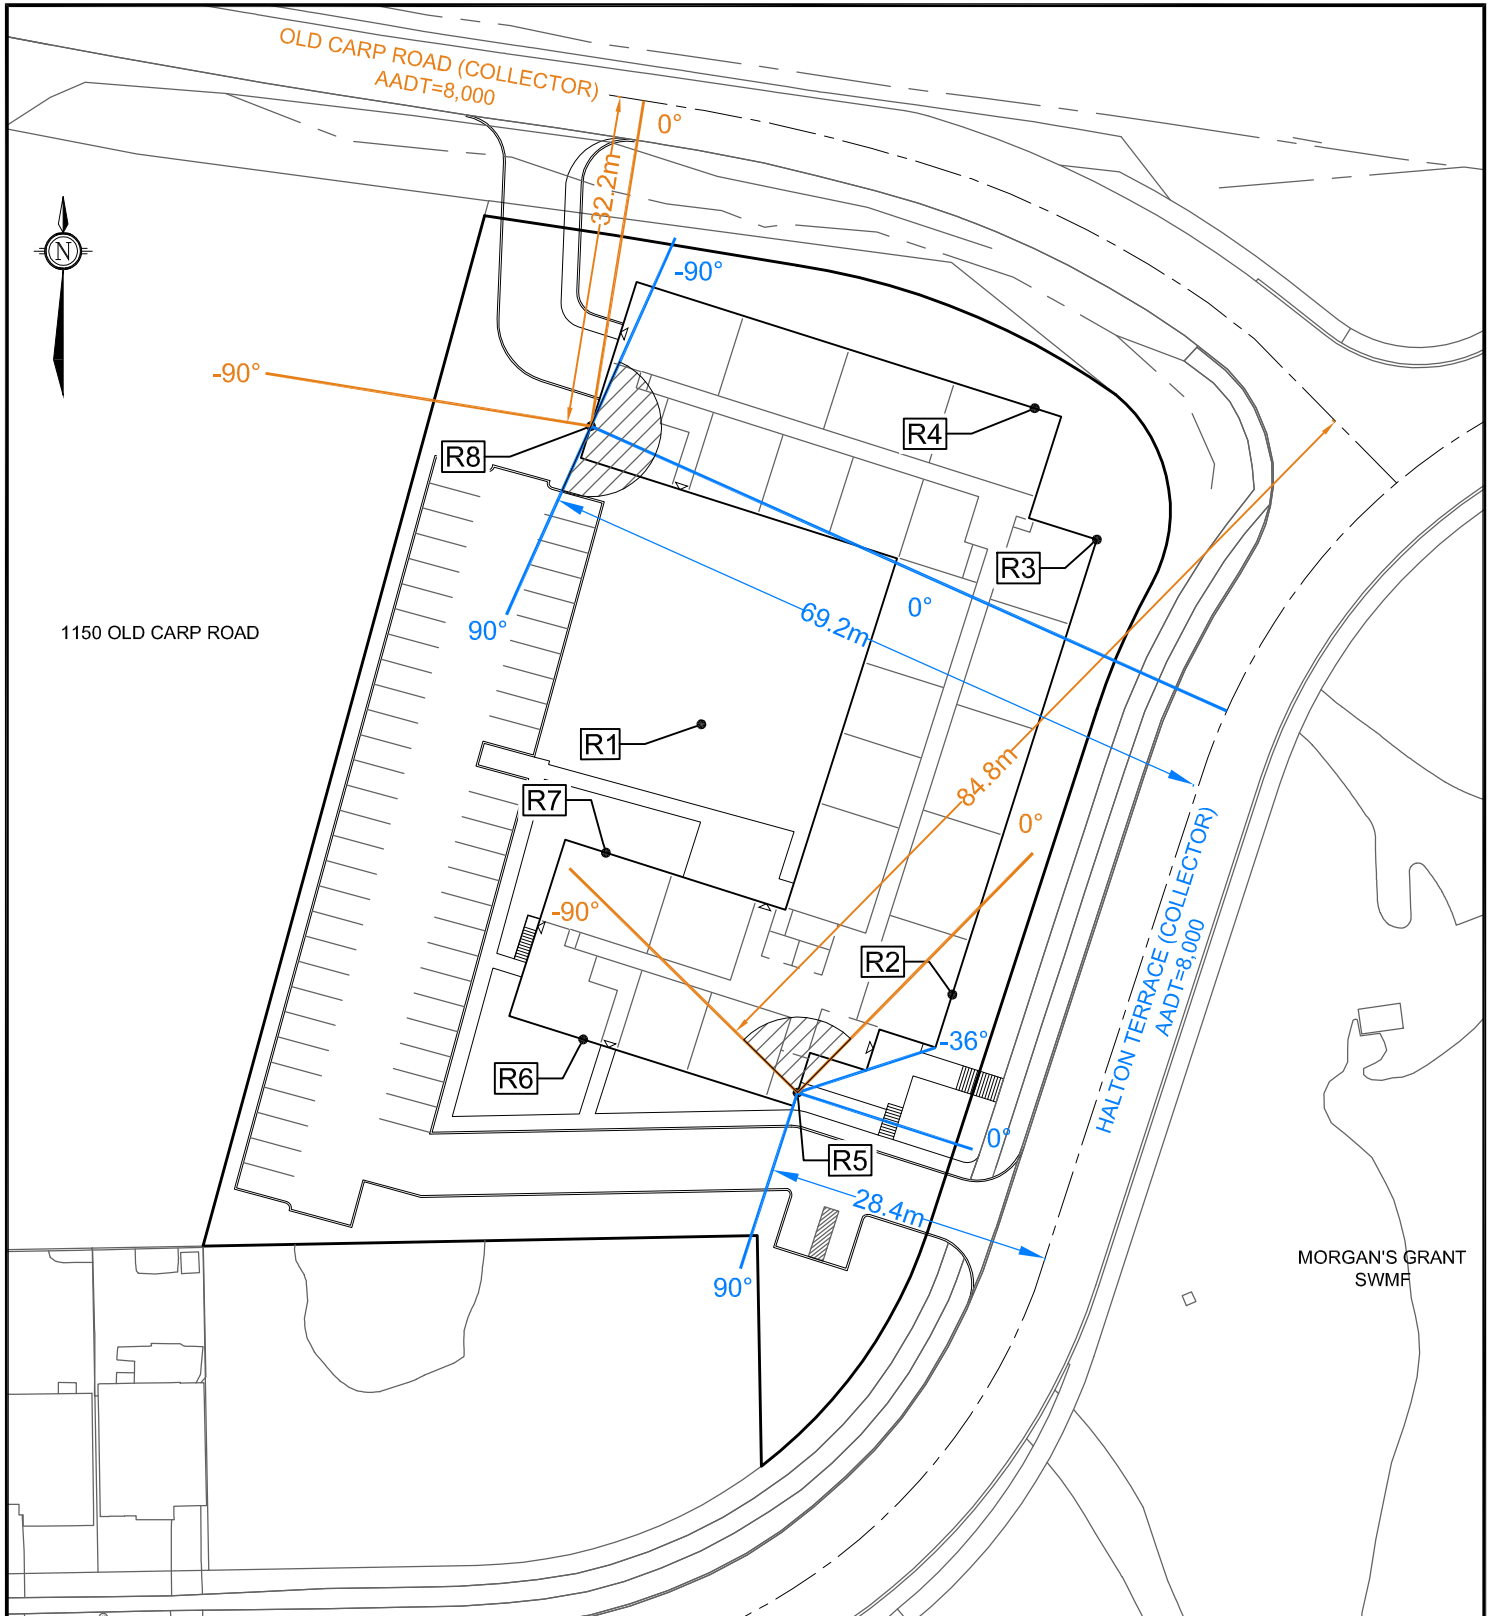 OLD CARP ROAD (COLLECTOR)
AADT=8,000
0°
32.2m
N
-90°
-90°
R8
R4
R3
0°
69.2m
90°
1150 OLD CARP ROAD
R1
84.8m
R7
0°
HALTON TERRACE (COLLECTOR)
AADT=8,000
-90°
R2
-36°
R6
0°
R5
28.4m
90°
MORGAN'S GRANT
SWMF